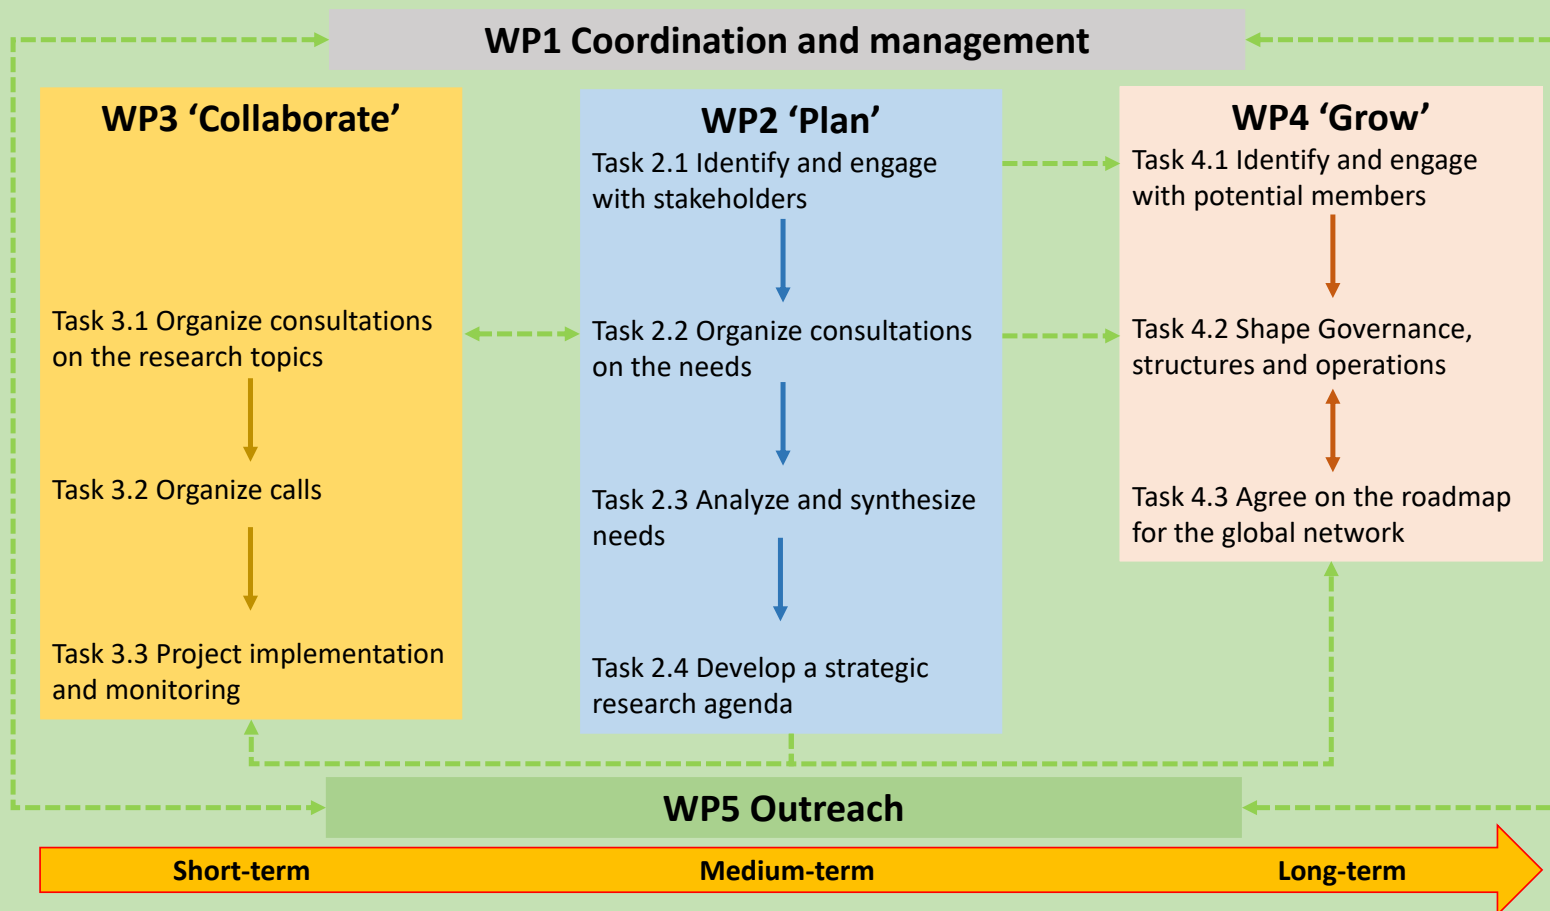 WP1 Coordination and management
WP3 ‘Collaborate’
Task 3.1 Organize consultations
on the research topics
Task 3.2 Organize calls
Task 3.3 Project implementation
and monitoring
WP2 ‘Plan’
Task 2.1 Identify and engage
with stakeholders
Task 2.2 Organize consultations
on the needs
Task 2.3 Analyze and synthesize
needs
Task 2.4 Develop a strategic
research agenda
WP4 ‘Grow’
Task 4.1 Identify and engage
with potential members
Task 4.2 Shape Governance,
structures and operations
Task 4.3 Agree on the roadmap
for the global network
WP5 Outreach
Short-term
Medium-term
Long-term